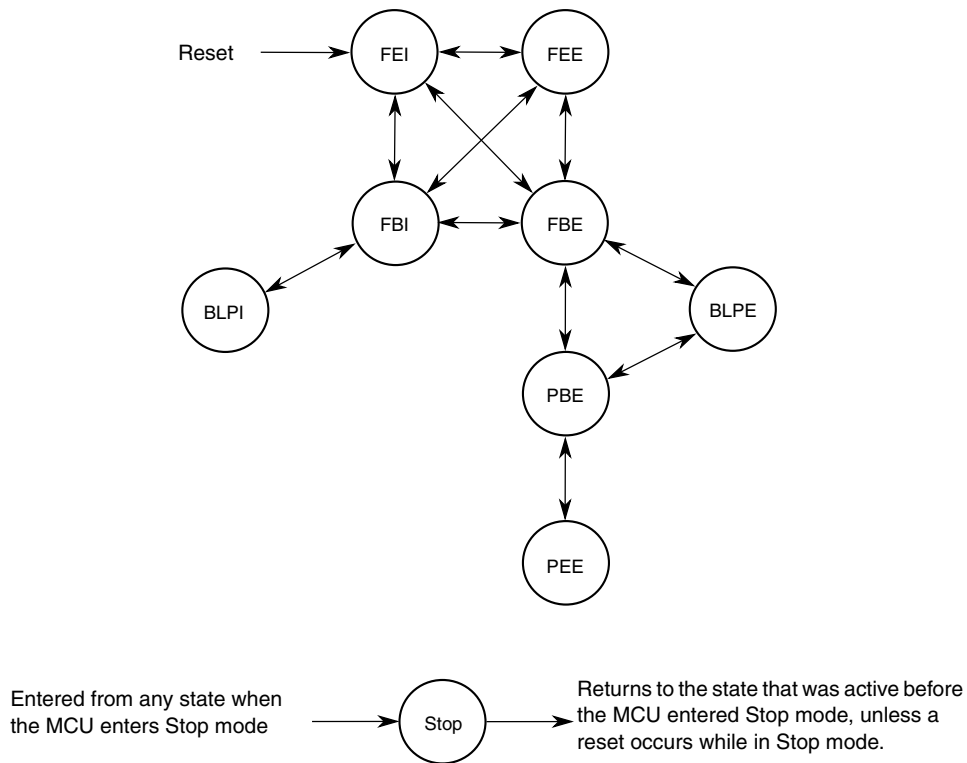 Reset
FEI
FEE
FBI
FBE
BLPI
BLPE
PBE
PEE
Entered from any state when
the MCU enters Stop mode
Stop
Returns to the state that was active before
the MCU entered Stop mode, unless a
reset occurs while in Stop mode.